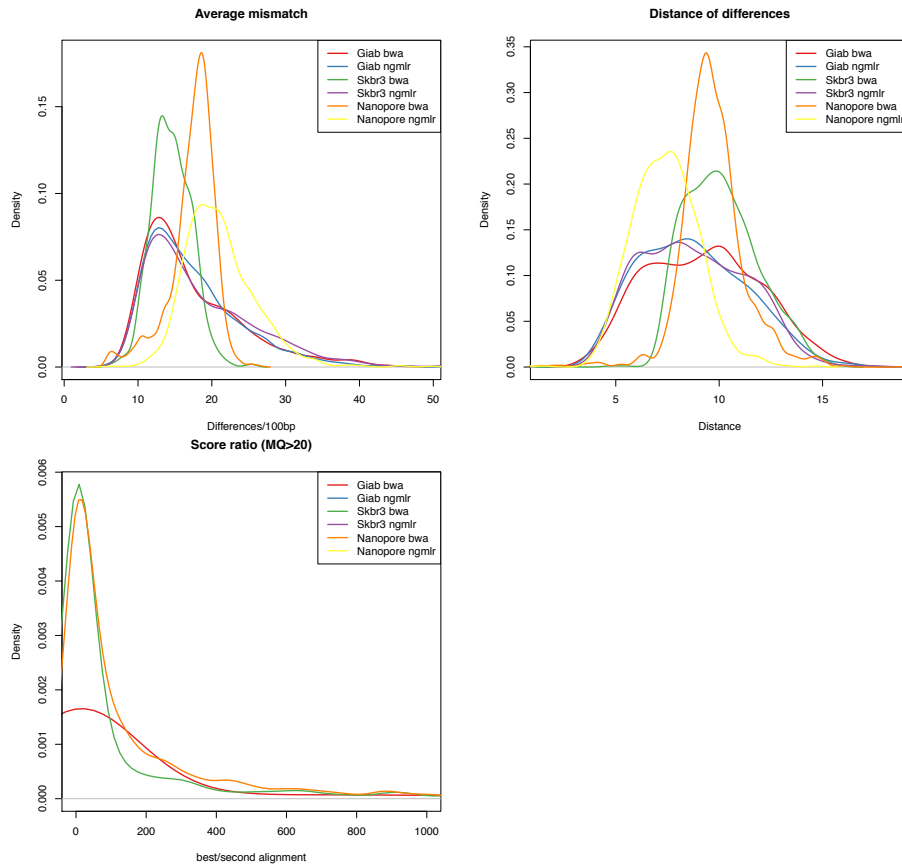 Average mismatch
Density
0.00
0.05
0.10
0.15
Giab bwa
Giab ngmlr
Skbr3 bwa
Skbr3 ngmlr
Nanopore bwa
Nanopore ngmlr
0 10 20 30 40 50
Differences/100bp
Distance of differences
Density
0.00
0.05
0.10
0.15
0.20
0.25
0.30
0.35
Giab bwa
Giab ngmlr
Skbr3 bwa
Skbr3 ngmlr
Nanopore bwa
Nanopore ngmlr
5 10 15
Distance
Score ratio (MQ>20)
Density
0.000
0.001
0.002
0.003
0.004
0.005
0.006
Giab bwa
Giab ngmlr
Skbr3 bwa
Skbr3 ngmlr
Nanopore bwa
Nanopore ngmlr
0 200 400 600 800 1000
best/second alignment